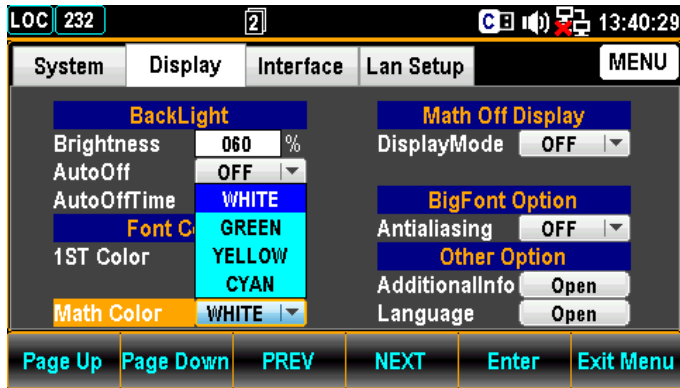 LOC 232 2 C 13:40:29
System Display Interface Lan Setup MENU
BackLight
Brightness 060 %
AutoOff OFF
AutoOffTime
Font C
1ST Color
WHITE
GREEN
YELLOW
CYAN
Math Color WHITE
Math Off Display
DisplayMode OFF
BigFont Option
Antialiasing OFF
Other Option
AdditionalInfo Open
Language Open
Page Up Page Down PREV NEXT Enter Exit Menu